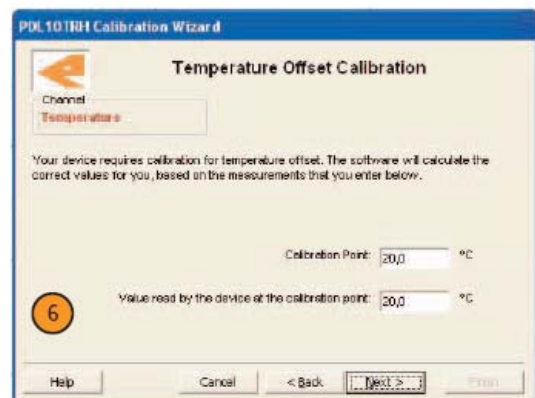 PDL10TRH Calibration Wizard
Temperature Offset Calibration
Channel
Temperature
Your device requires calibration for temperature offset. The software will calculate the
correct values for you, based on the measurements that you enter below.
Calibration Point: 20,0 °C
Value read by the device at the calibration point: 20,0 °C
6
Help Cancel < Back Next > Finish